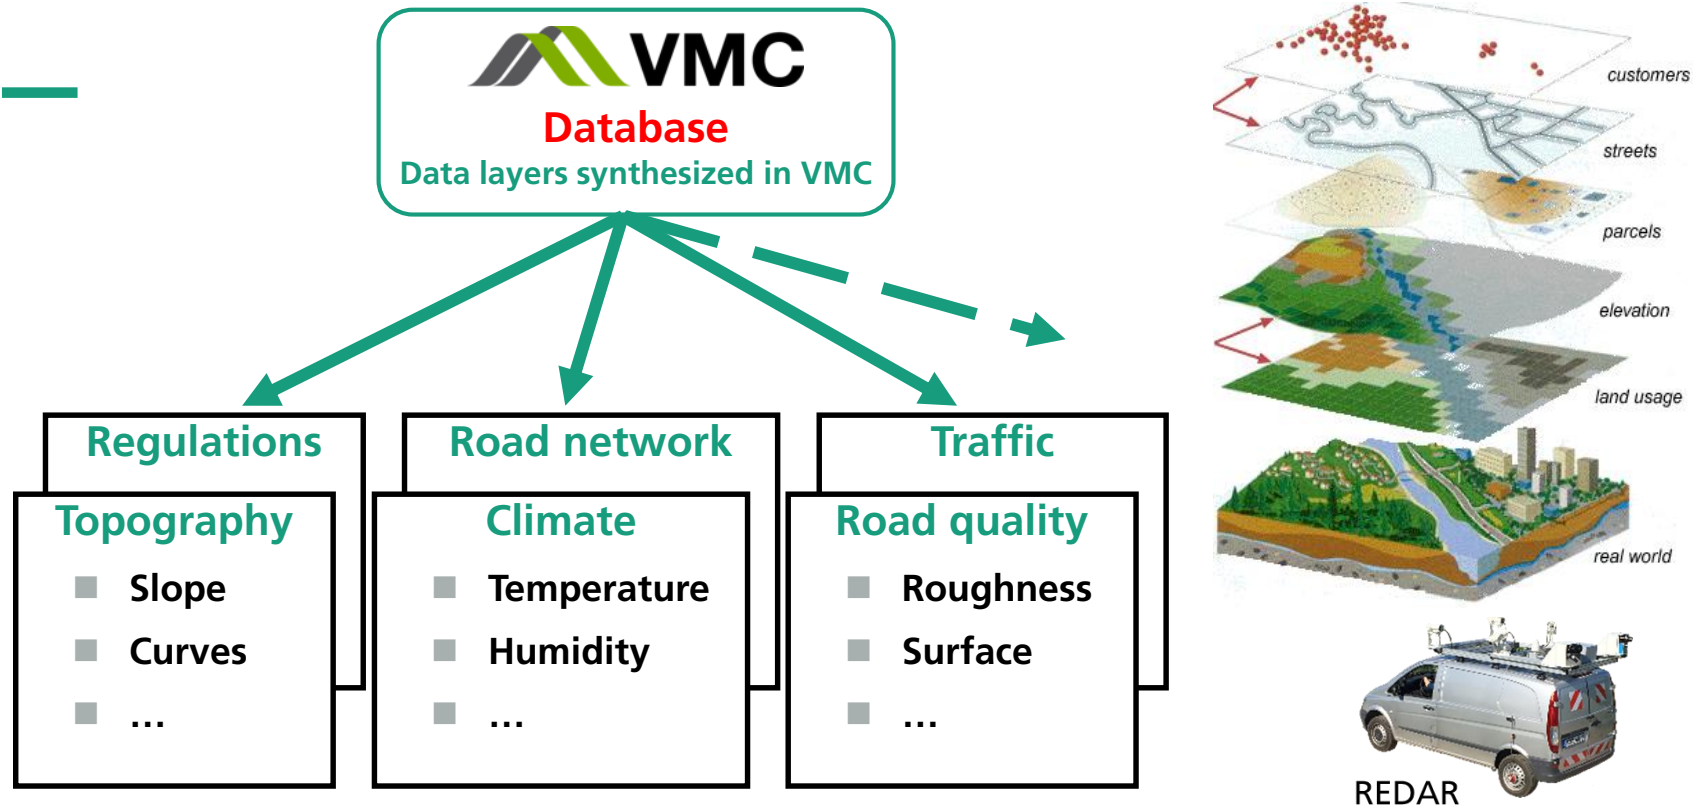 VMC
Database
Data layers synthesized in VMC
Regulations
Topography
Slope
Curves
...
Road network
Climate
Temperature
Humidity
...
Traffic
Road quality
Roughness
Surface
...
customers
streets
parcels
elevation
land usage
real world
REDAR